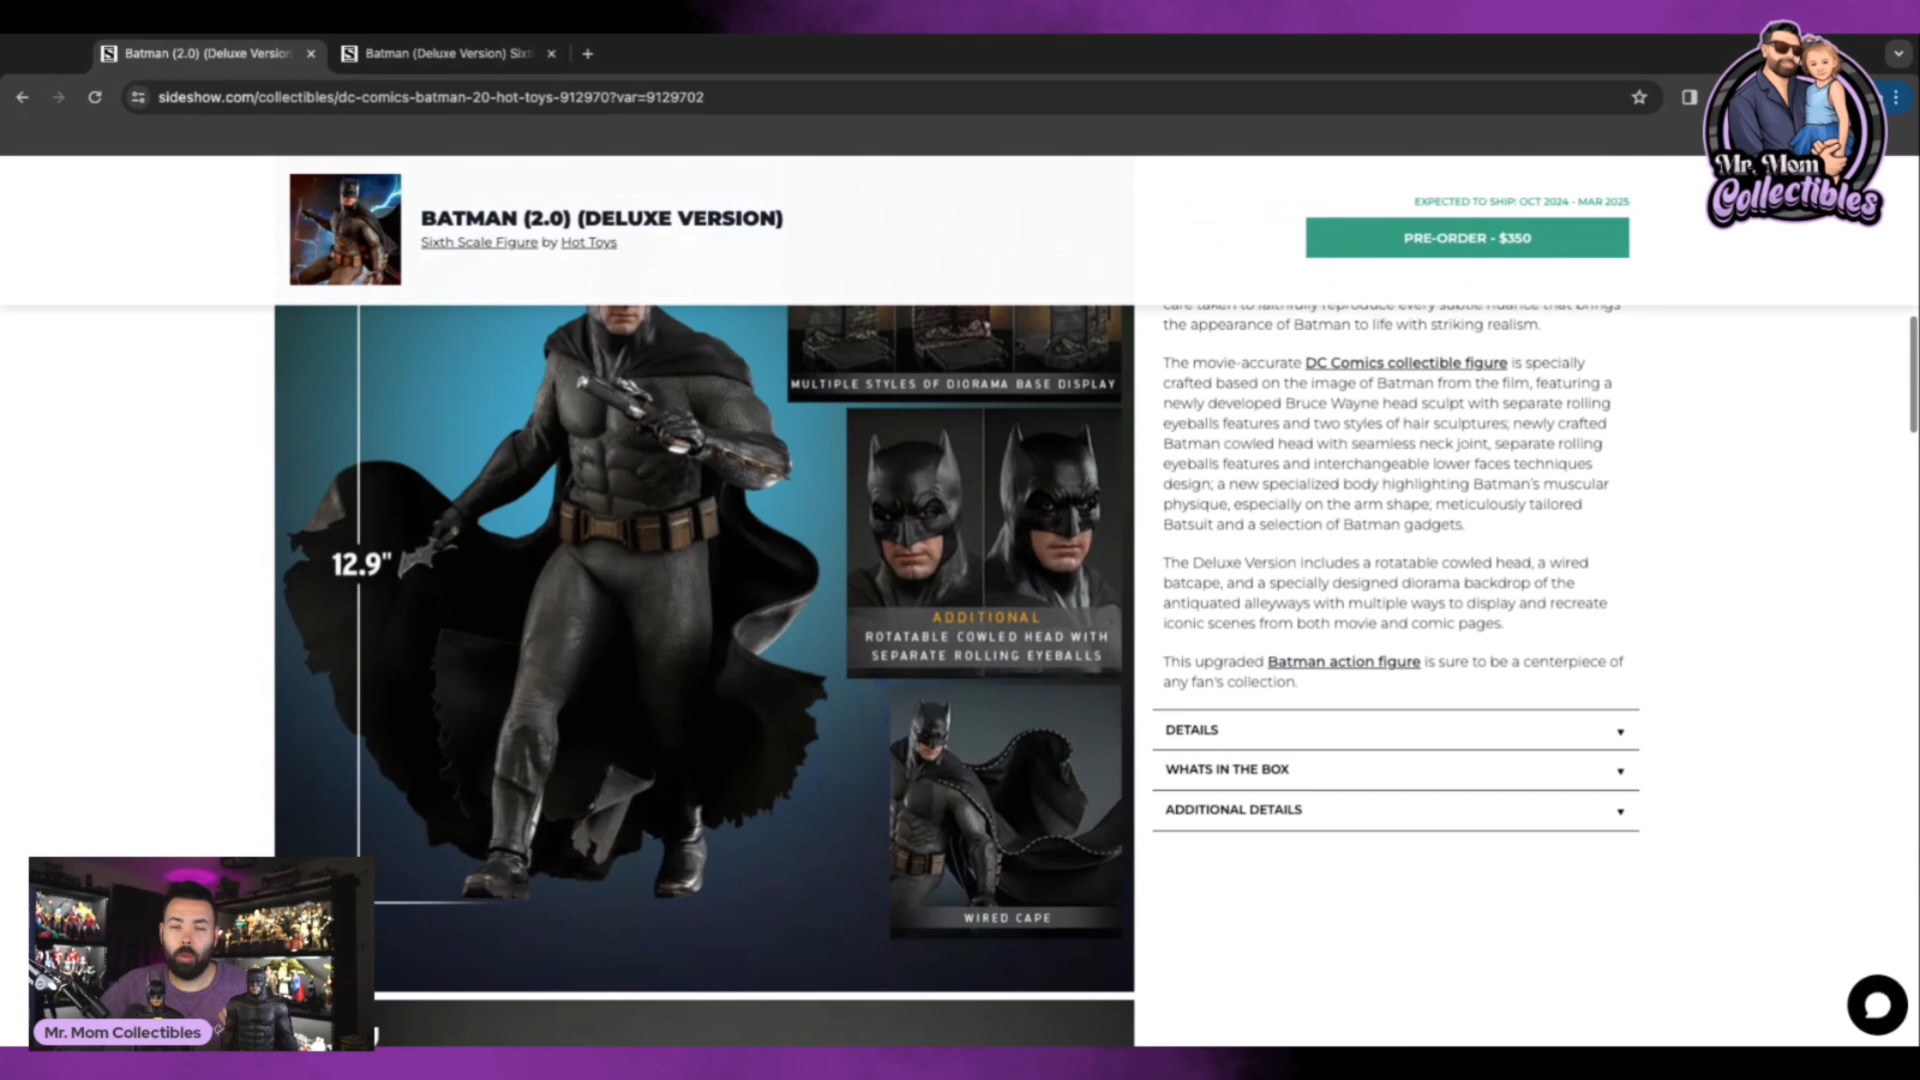 Batman (2.0) (Deluxe Version
Batman (Deluxe Version) Sixt
sideshow.com/collectibles/dc-comics-batman-20-hot-toys-912970?var=9129702
Mr. Mom
Collectibles
BATMAN (2.0) (DELUXE VERSION)
Sixth Scale Figure by Hot Toys
EXPECTED TO SHIP: OCT 2024 - MAR 2025
PRE-ORDER - $350
MULTIPLE STYLES OF DIORAMA BASE DISPLAY
12.9"
ADDITIONAL
ROTATABLE COWLED HEAD WITH
SEPARATE ROLLING EYEBALLS
WIRED CAPE
care taken to faithfully reproduce every subtle nuance that brings
the appearance of Batman to life with striking realism.
The movie-accurate DC Comics collectible figure is specially
crafted based on the image of Batman from the film, featuring a
newly developed Bruce Wayne head sculpt with separate rolling
eyeballs features and two styles of hair sculptures; newly crafted
Batman cowled head with seamless neck joint, separate rolling
eyeballs features and interchangeable lower faces techniques
design; a new specialized body highlighting Batman's muscular
physique, especially on the arm shape; meticulously tailored
Batsuit and a selection of Batman gadgets.
The Deluxe Version includes a rotatable cowled head, a wired
batcape, and a specially designed diorama backdrop of the
antiquated alleyways with multiple ways to display and recreate
iconic scenes from both movie and comic pages.
This upgraded Batman action figure is sure to be a centerpiece of
any fan's collection.
DETAILS
WHATS IN THE BOX
ADDITIONAL DETAILS
Mr. Mom Collectibles